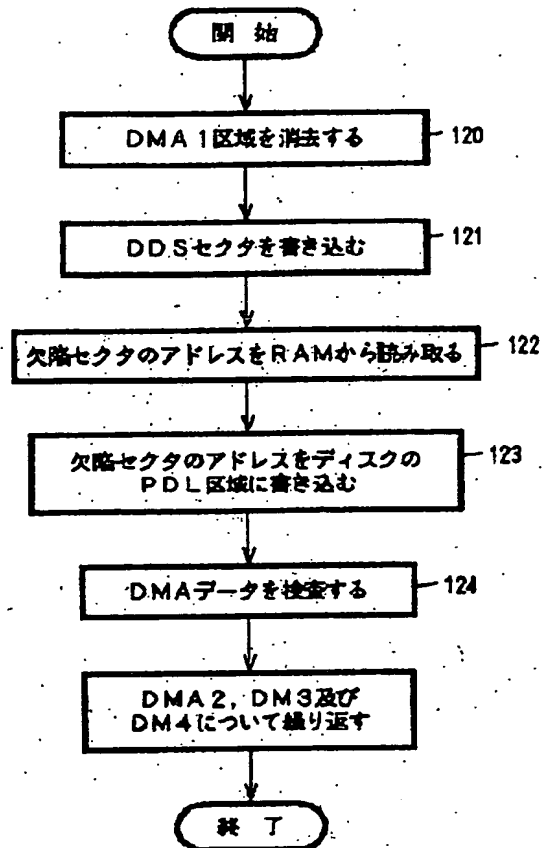 開始
DMA1区域を消去する
120
DDSセクタを書き込む
121
欠陥セクタのアドレスをRAMから読み取る
122
欠陥セクタのアドレスをディスクの
PDL区域に書き込む
123
DMAデータを検査する
124
DMA2,DM3及び
DM4について繰り返す
終了